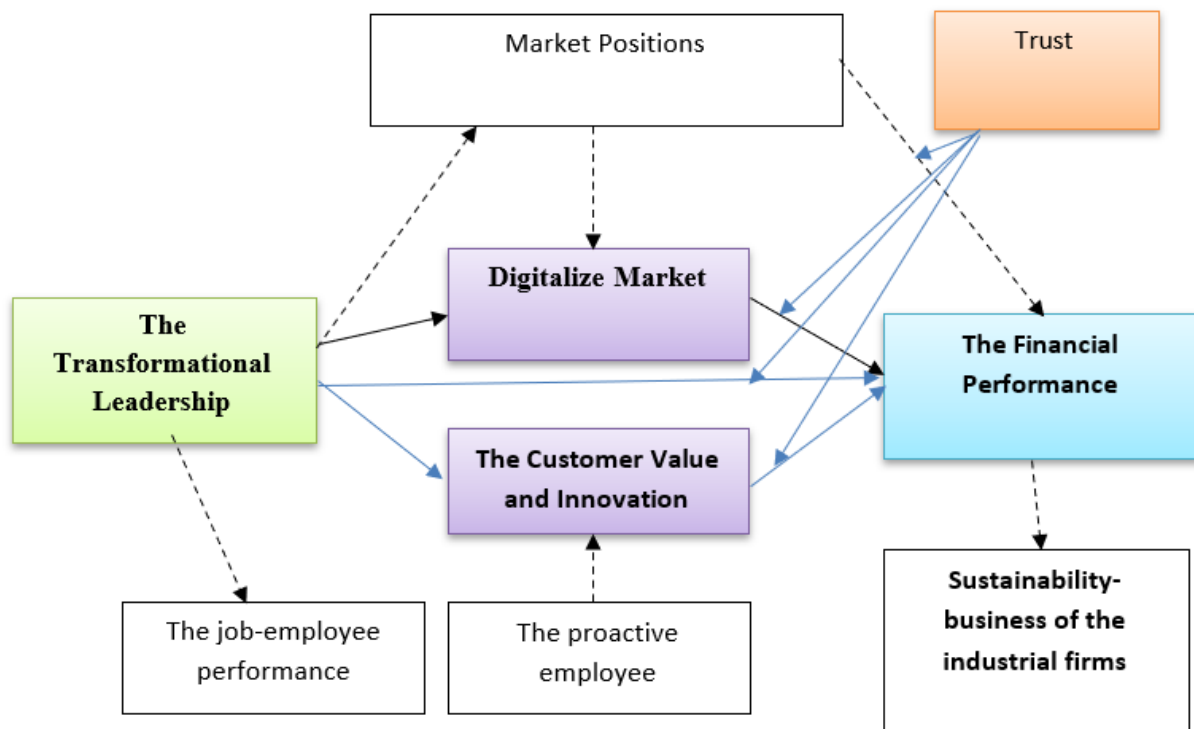 Market Positions
Trust
Digitalize Market
The
Transformational
Leadership
The Financial
Performance
The Customer Value
and Innovation
The job-employee
performance
The proactive
employee
Sustainability-
business of the
industrial firms